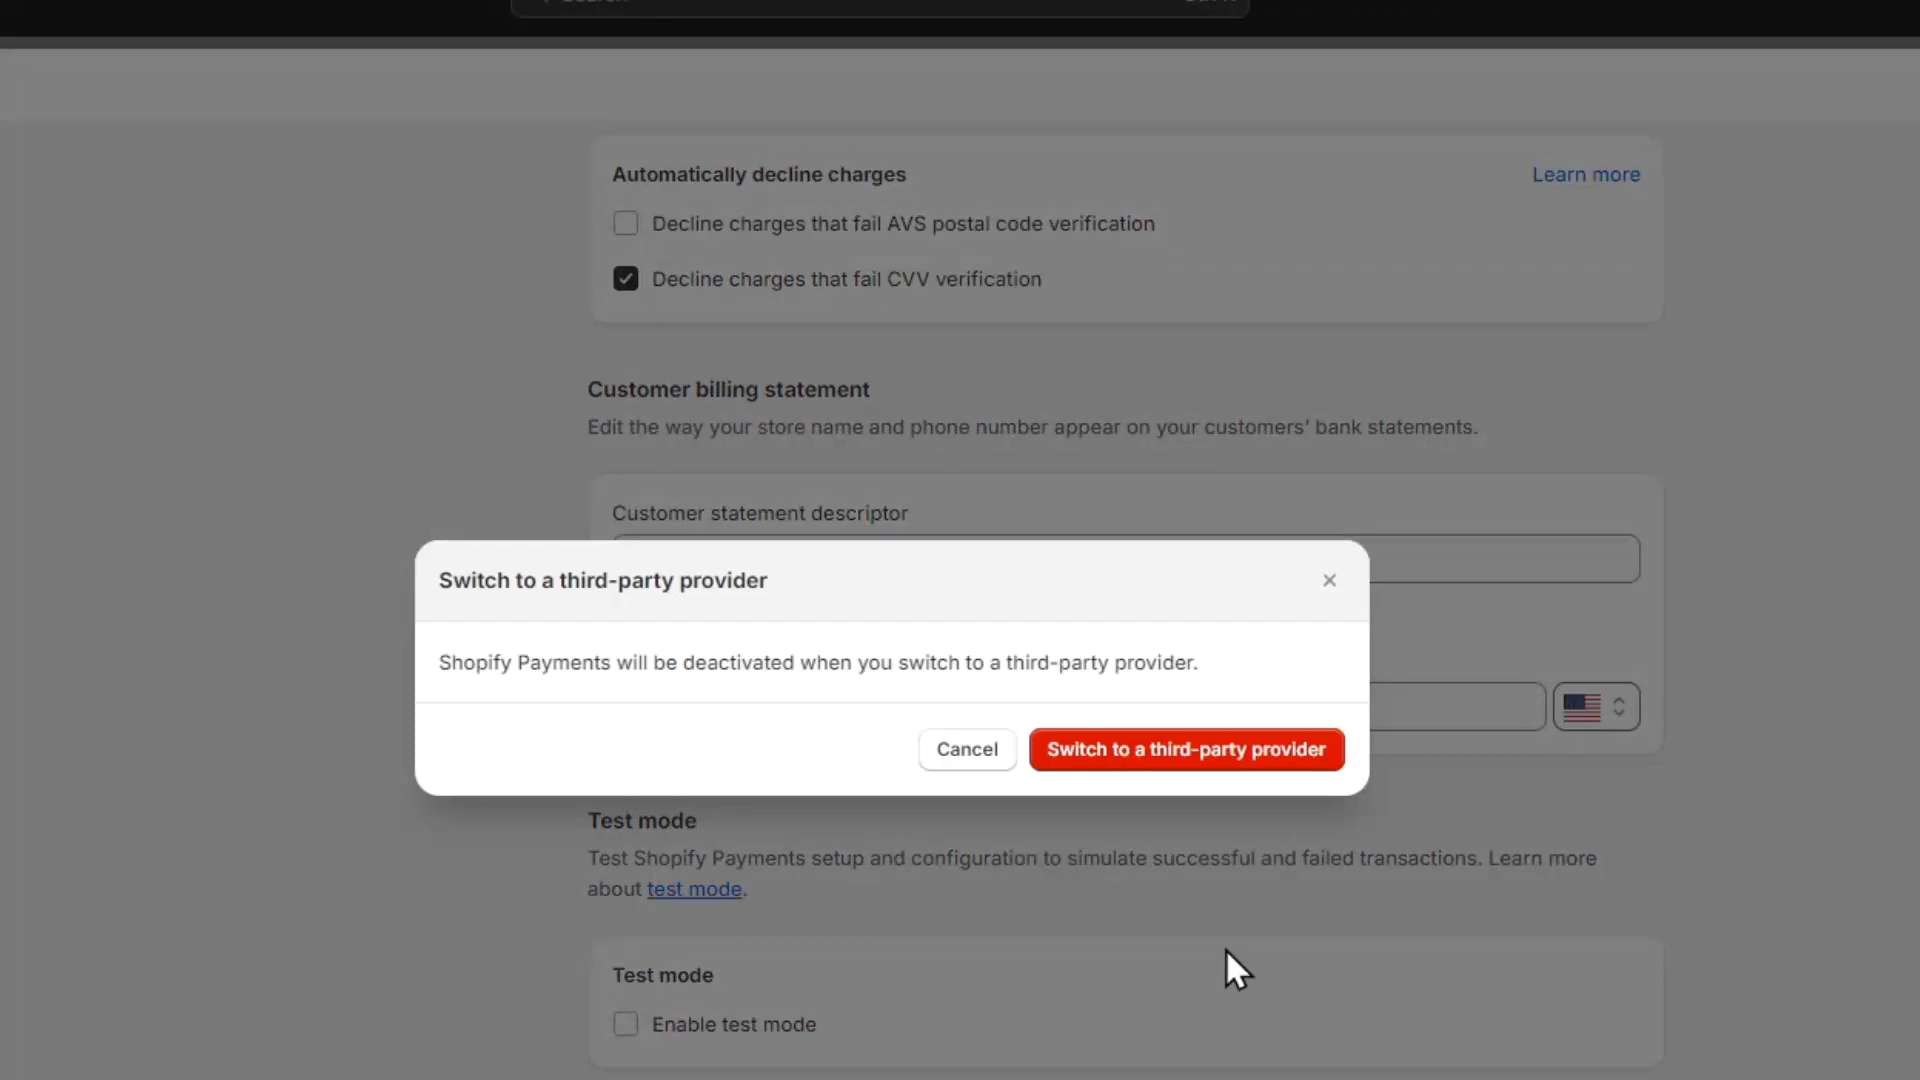 Automatically decline charges
Learn more
Decline charges that fail AVS postal code verification
Decline charges that fail CVV verification
Customer billing statement
Edit the way your store name and phone number appear on your customers' bank statements.
Customer statement descriptor
Switch to a third-party provider
Shopify Payments will be deactivated when you switch to a third-party provider.
Cancel
Switch to a third-party provider
Test mode
Test Shopify Payments setup and configuration to simulate successful and failed transactions. Learn more
about test mode.
Test mode
Enable test mode